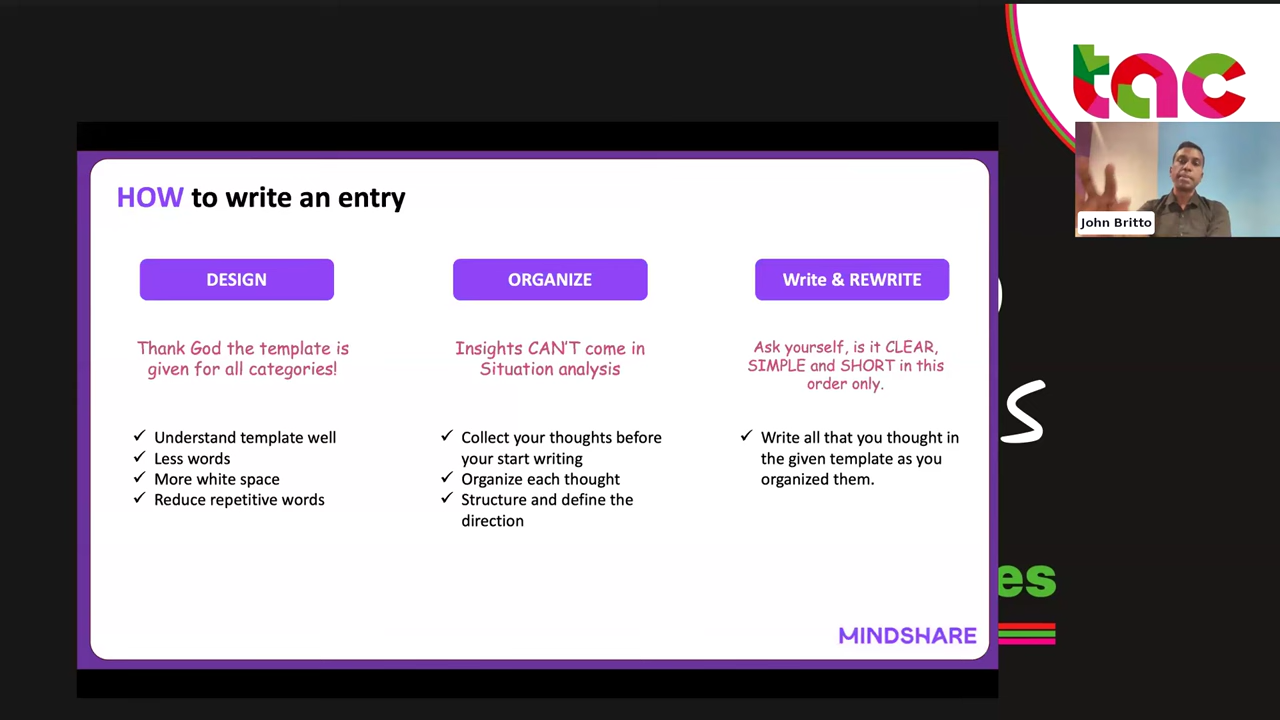 tac
John Britto
HOW to write an entry
DESIGN
Thank God the template is
given for all categories!
✓ Understand template well
✓ Less words
✓ More white space
✓ Reduce repetitive words
ORGANIZE
Insights CAN'T come in
Situation analysis
✓ Collect your thoughts before
your start writing
✓ Organize each thought
✓ Structure and define the
direction
Write & REWRITE
Ask yourself, is it CLEAR,
SIMPLE and SHORT in this
order only.
✓ Write all that you thought in
the given template as you
organized them.
MINDSHARE
s
es